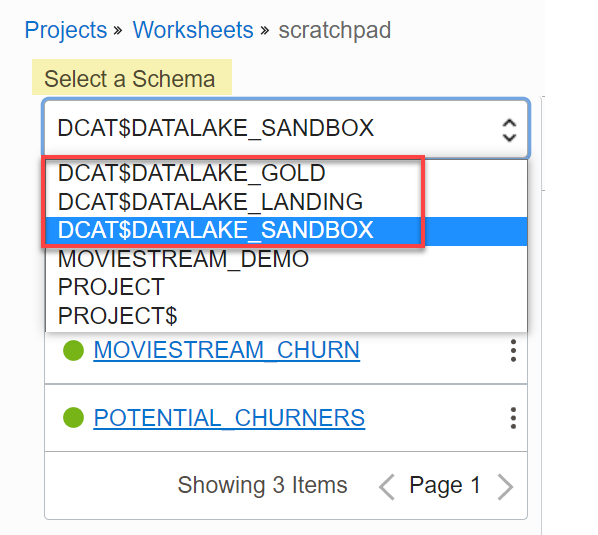 Projects » Worksheets » scratchpad
Select a Schema
DCAT$DATALAKE_SANDBOX
DCAT$DATALAKE_GOLD
DCAT$DATALAKE_LANDING
DCAT$DATALAKE_SANDBOX
MOVIESTREAM_DEMO
PROJECT
PROJECT$
MOVIESTREAM_CHURN
POTENTIAL_CHURNERS
Showing 3 Items Page 1